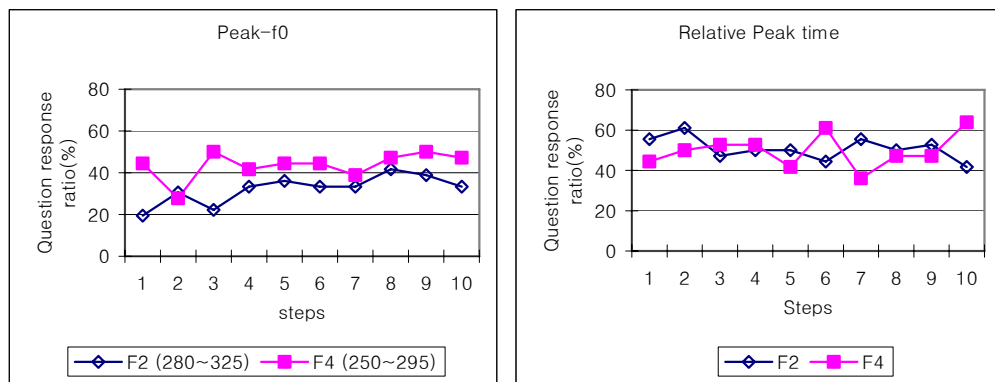 Peak-f0
Question response
ratio(%)
80
60
40
20
0
1 2 3 4 5 6 7 8 9 10
steps
F2 (280~325) F4 (250~295)
Relative Peak time
Question response
ratio(%)
80
60
40
20
0
1 2 3 4 5 6 7 8 9 10
Steps
F2 F4